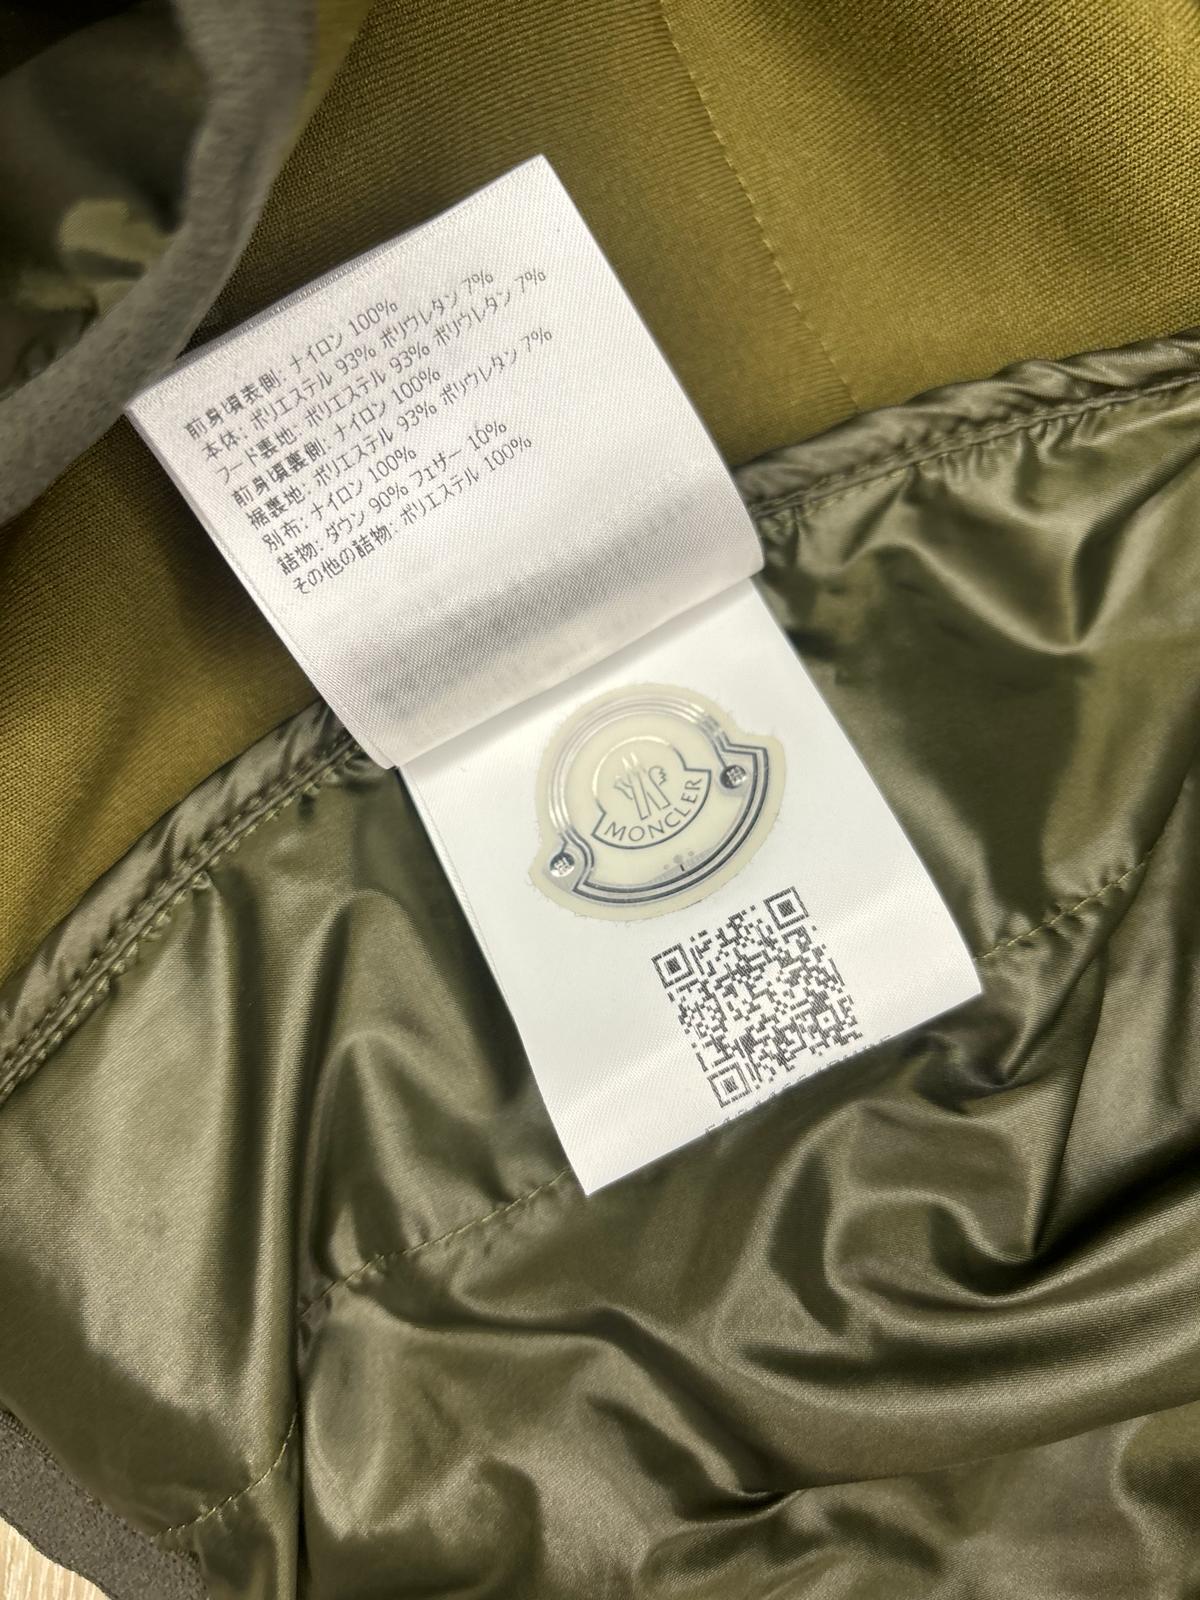 前身頃表側: ナイロン 100%
本体: ポリエステル 93% ポリウレタン 7%
フード裏地: ポリエステル 93% ポリウレタン 7%
前身頃裏側: ナイロン 100%
裾裏地: ポリエステル 93% ポリウレタン 7%
別布: ナイロン 100%
詰物: ダウン 90% フェザー 10%
その他の詰物: ポリエステル 100%
MONCLER